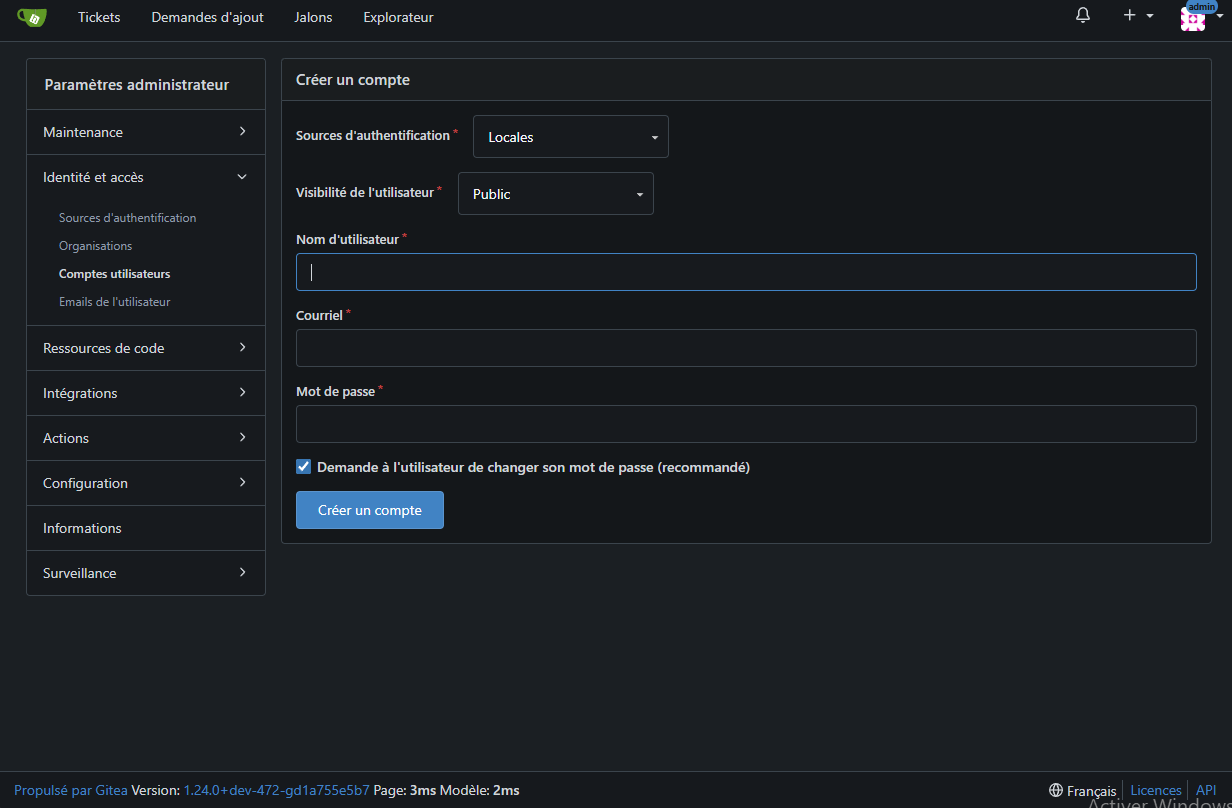 Tickets Demandes d'ajout Jalons Explorateur admin
Paramètres administrateur
Maintenance
Identité et accès
Sources d'authentification
Organisations
Comptes utilisateurs
Emails de l'utilisateur
Ressources de code
Intégrations
Actions
Configuration
Informations
Surveillance
Créer un compte
Sources d'authentification * Locales
Visibilité de l'utilisateur * Public
Nom d'utilisateur *
Courriel *
Mot de passe *
Demande à l'utilisateur de changer son mot de passe (recommandé)
Créer un compte
Propulsé par Gitea Version: 1.24.0+dev-472-gd1a755e5b7 Page: 3ms Modèle: 2ms
Français Licences API
Activer Windows